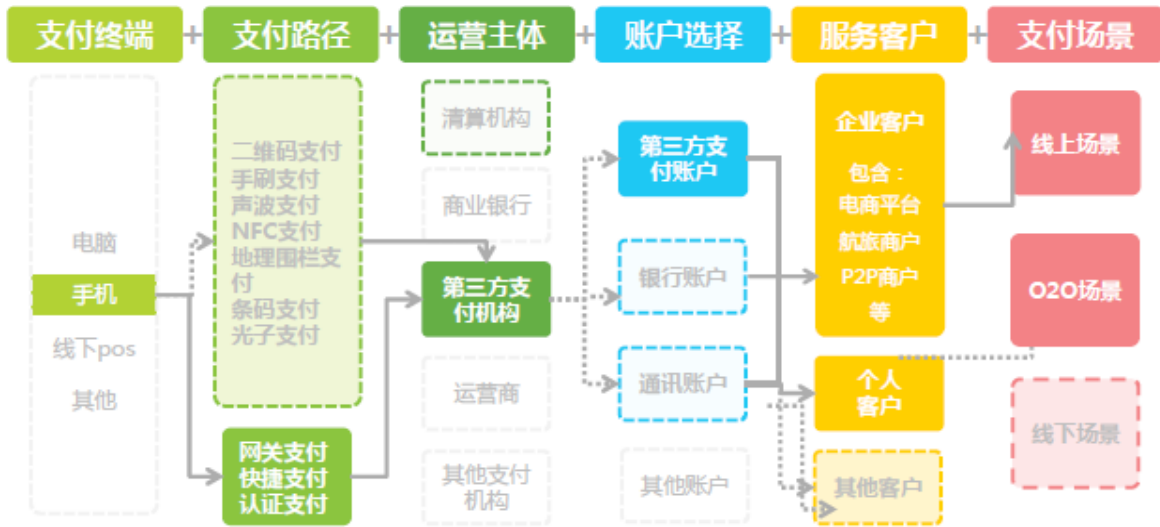 支付终端
+
支付路径
+
运营主体
+
账户选择
+
服务客户
+
支付场景
电脑
手机
线下pos
其他
二维码支付
手刷支付
声波支付
NFC支付
地理围栏支
付
条码支付
光子支付
网关支付
快捷支付
认证支付
清算机构
商业银行
第三方支
付机构
运营商
其他支付
机构
第三方支
付账户
银行账户
通讯账户
其他账户
企业客户
包含：
电商平台
航旅商户
P2P商户
等
个人
客户
其他客户
线上场景
O2O场景
线下场景